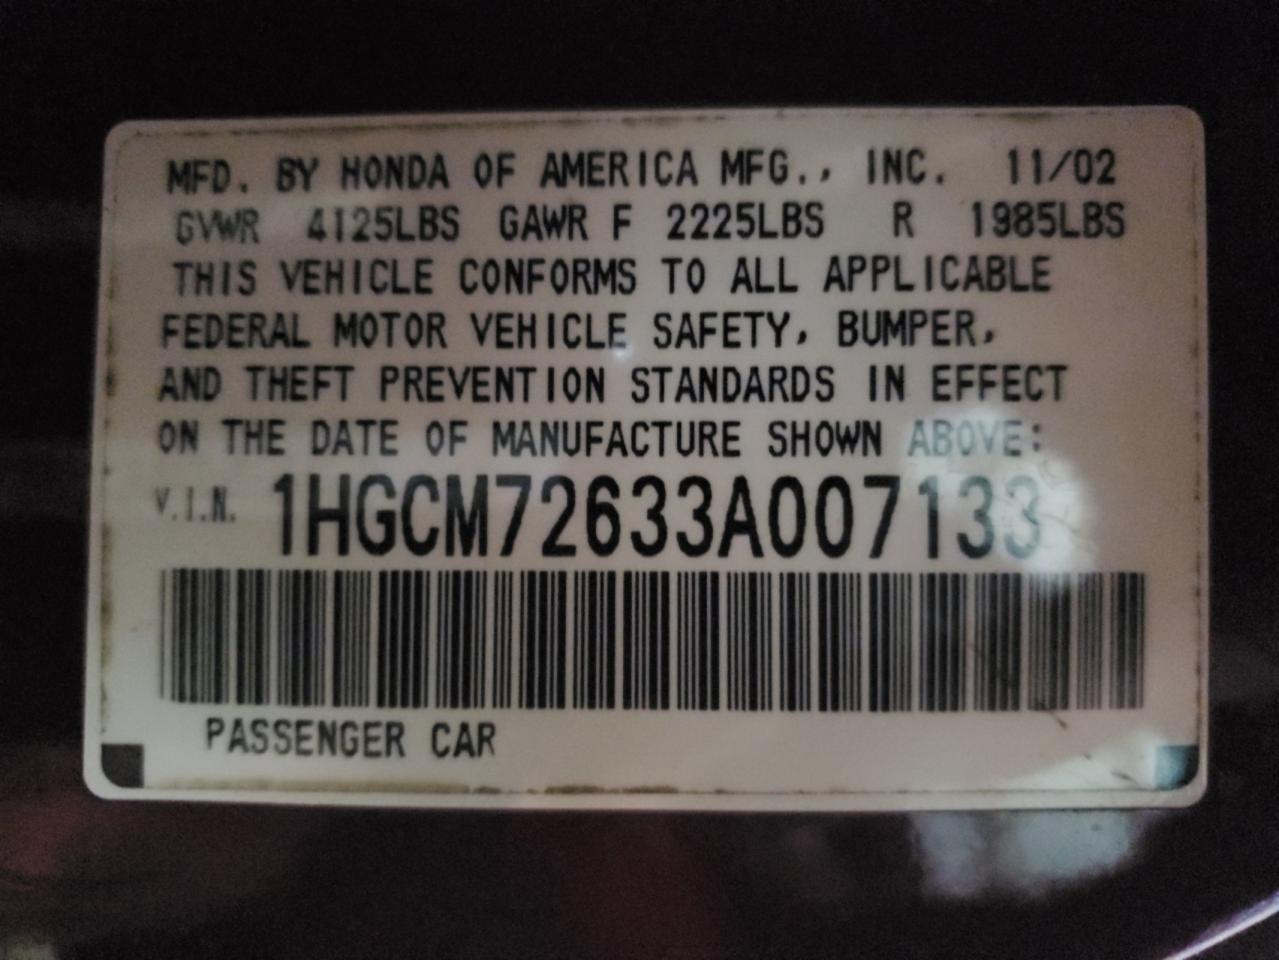 MFD. BY HONDA OF AMERICA MFG., INC. 11/02
GVWR 4125LBS GAWR F 2225LBS R 1985LBS
THIS VEHICLE CONFORMS TO ALL APPLICABLE
FEDERAL MOTOR VEHICLE SAFETY, BUMPER,
AND THEFT PREVENTION STANDARDS IN EFFECT
ON THE DATE OF MANUFACTURE SHOWN ABOVE:
V.I.N. 1HGCM72633A007133
PASSENGER CAR